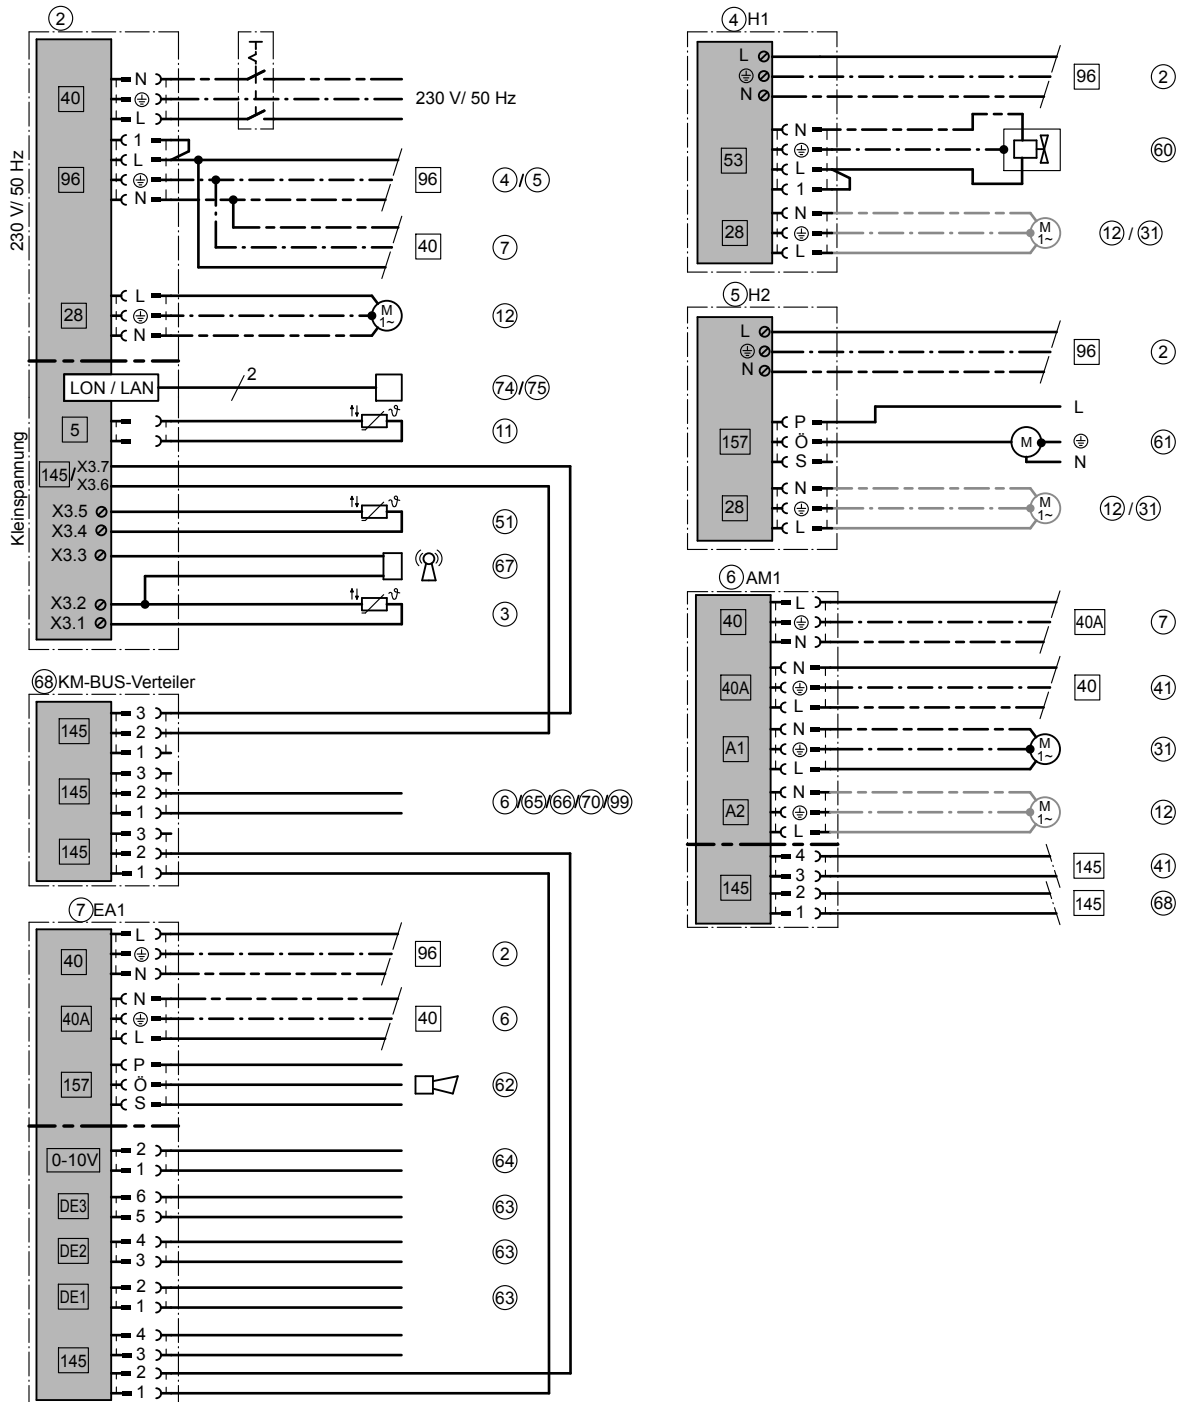 2
230 V/ 50 Hz
40
N
L
230 V/ 50 Hz
96
1
L
N
96
4/5
40
7
28
L
N
M
1~
12
Kleinspannung
LON / LAN
2
74/75
5
ϑ
11
145/X3.7
X3.6
X3.5
X3.4
ϑ
51
X3.3
67
X3.2
X3.1
ϑ
3
68 KM-BUS-Verteiler
145
3
2
1
145
3
2
1
6/65/66/70/99
145
3
2
1
7 EA1
40
L
N
96
2
40A
N
L
40
6
157
P
Ö
S
62
0-10V
2
1
64
DE3
6
5
63
DE2
4
3
63
DE1
2
1
63
145
4
3
2
1
4 H1
L
N
96
2
53
N
L
1
60
28
N
L
M
1~
12 / 31
5 H2
L
N
96
2
157
P
Ö
S
L
M
N
61
28
N
L
M
1~
12 / 31
6 AM1
40
L
N
40A
7
40A
N
L
40
41
A1
N
L
M
1~
31
A2
N
L
M
1~
12
145
4
3
2
1
145
41
145
68